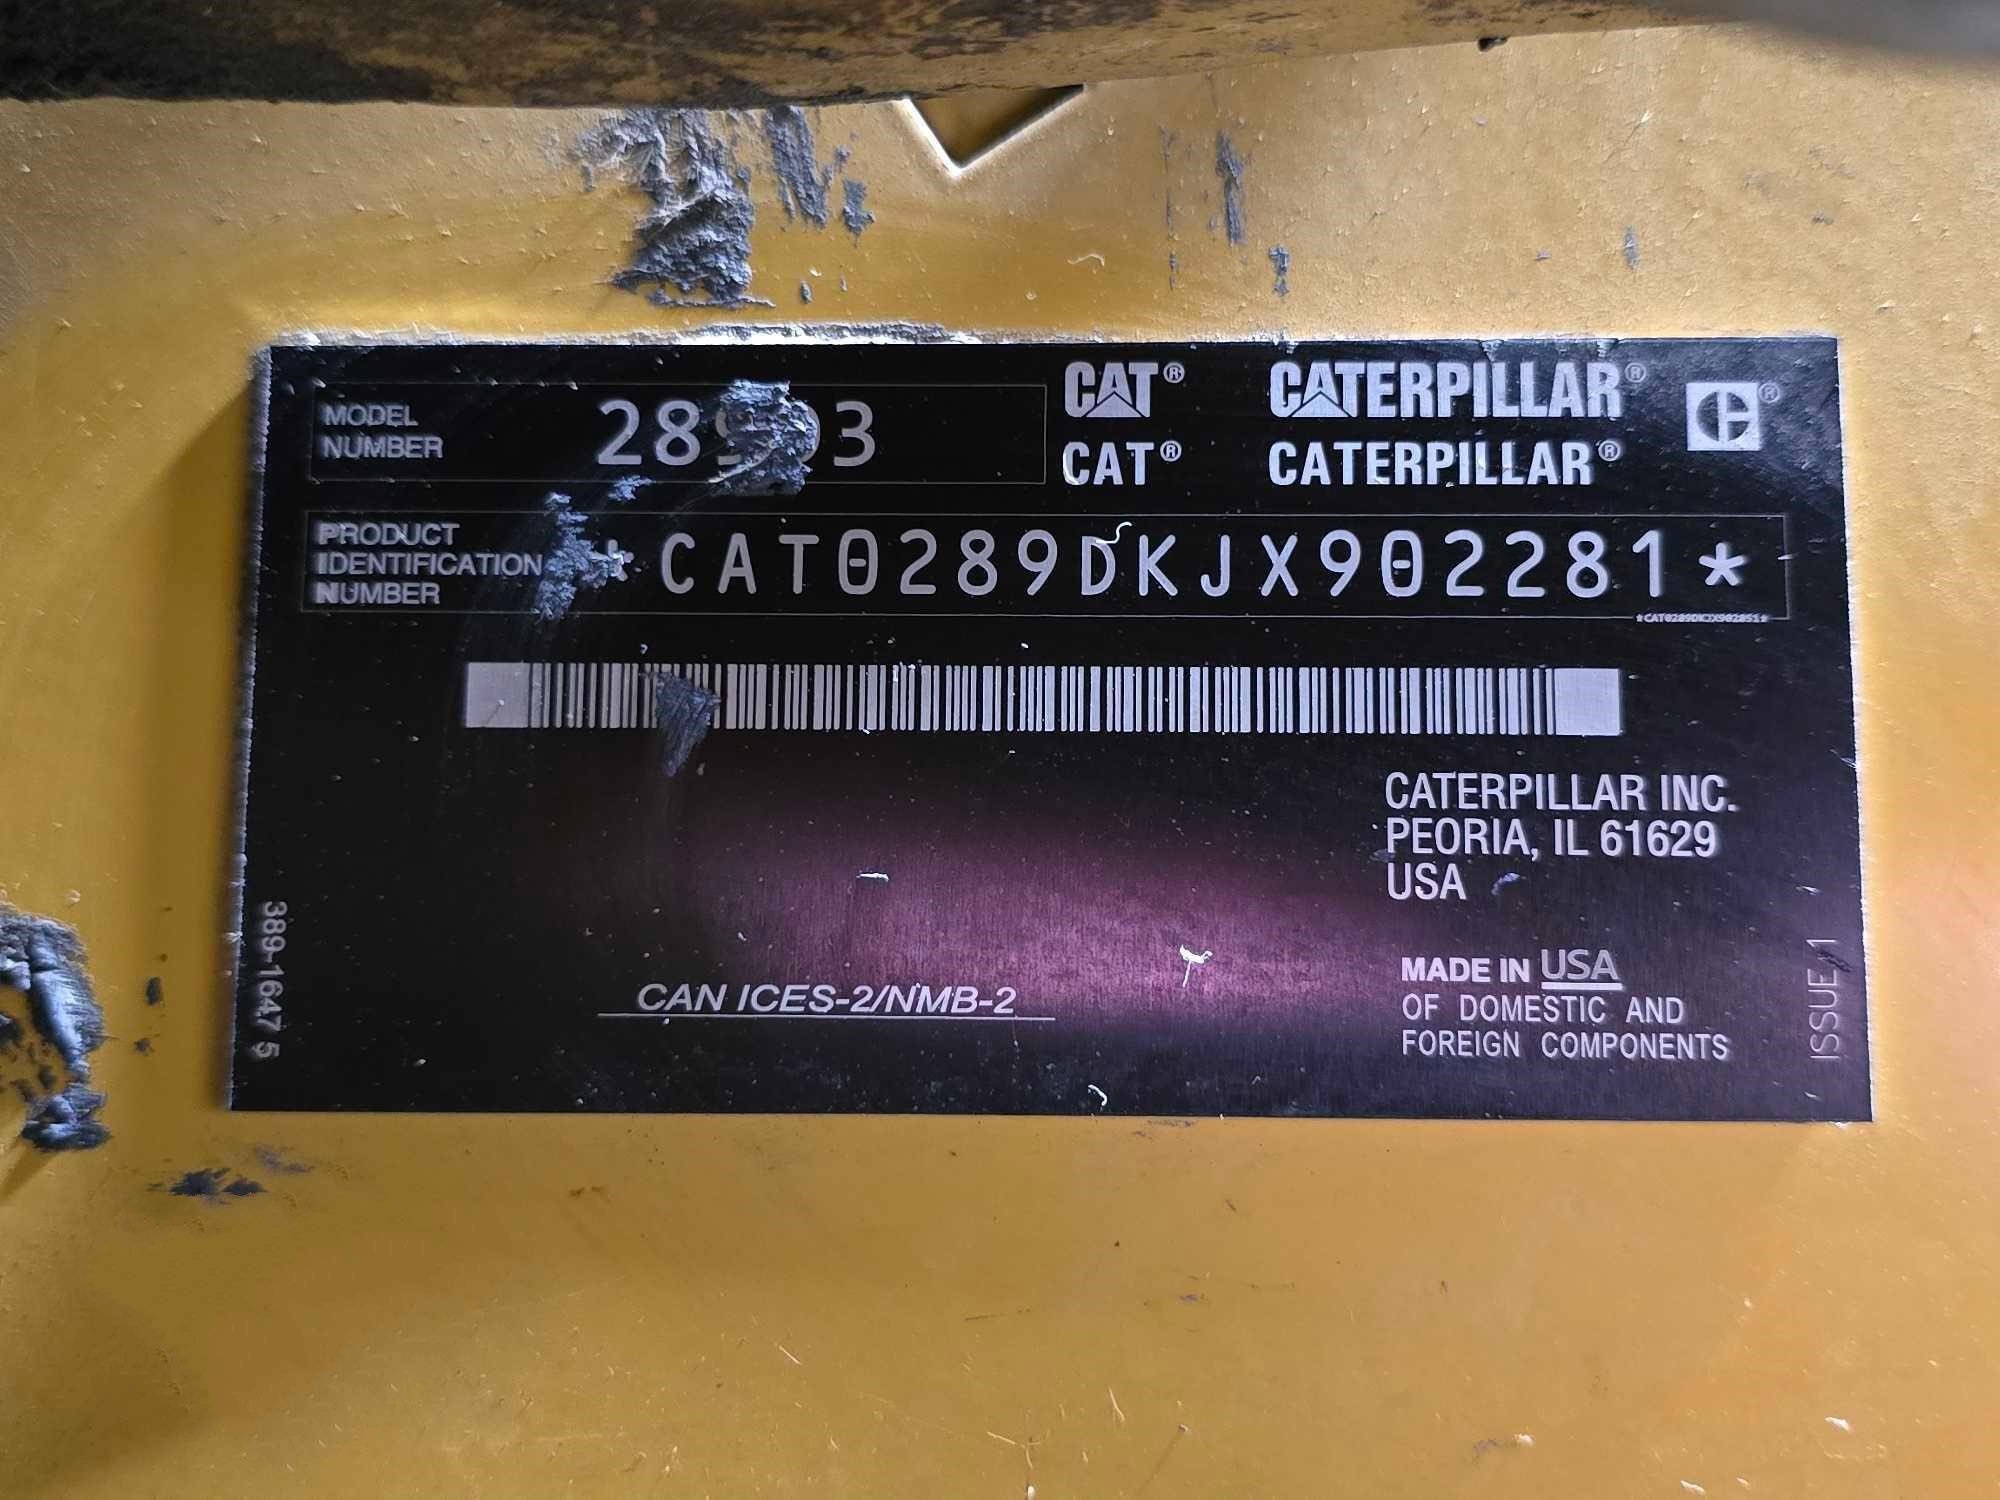 MODEL
NUMBER
CAT® CATERPILLAR®
CAT® CATERPILLAR®
PRODUCT
IDENTIFICATION
NUMBER
*CAT0289DKJX902281*
CATERPILLAR INC.
PEORIA, IL 61629
USA
MADE IN USA
OF DOMESTIC AND
FOREIGN COMPONENTS
CAN ICES-2/NMB-2
389-1647 5
ISSUE 1